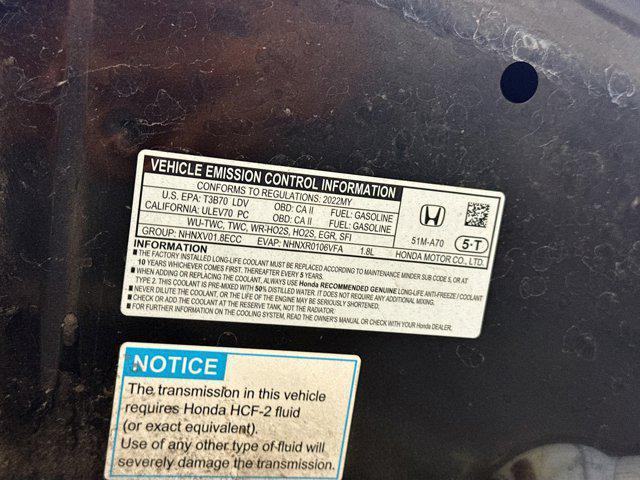 VEHICLE EMISSION CONTROL INFORMATION
CONFORMS TO REGULATIONS: 2022MY
U.S. EPA: T3B70 LDV OBD: CA II FUEL: GASOLINE
CALIFORNIA: ULEV70 PC OBD: CA II FUEL: GASOLINE
WU-TWC, TWC, WR-HO2S, HO2S, EGR, SFI
GROUP: NHNXV01.8ECC EVAP: NHNXR0106VFA 1.8L
51M-A70
5-T
HONDA MOTOR CO., LTD.
INFORMATION
■ THE FACTORY INSTALLED LONG-LIFE COOLANT MUST BE REPLACED ACCORDING TO MAINTENANCE MINDER SUB CODE 5, OR AT
10 YEARS WHICHEVER COMES FIRST. THEREAFTER EVERY 5 YEARS.
■ WHEN ADDING OR REPLACING THE COOLANT, ALWAYS USE Honda RECOMMENDED GENUINE LONG-LIFE ANTI-FREEZE / COOLANT
TYPE 2. THIS COOLANT IS PRE-MIXED WITH 50% DISTILLED WATER. IT DOES NOT REQUIRE ANY ADDITIONAL MIXING.
■ NEVER DILUTE THE COOLANT, OR THE LIFE OF THE ENGINE MAY BE SERIOUSLY SHORTENED.
■ CHECK OR ADD THE COOLANT AT THE RESERVE TANK, NOT THE RADIATOR.
■ FOR FURTHER INFORMATION ON THE COOLING SYSTEM, READ THE OWNER'S MANUAL OR CHECK WITH YOUR Honda DEALER.
NOTICE
The transmission in this vehicle
requires Honda HCF-2 fluid
(or exact equivalent).
Use of any other type of fluid will
severely damage the transmission.